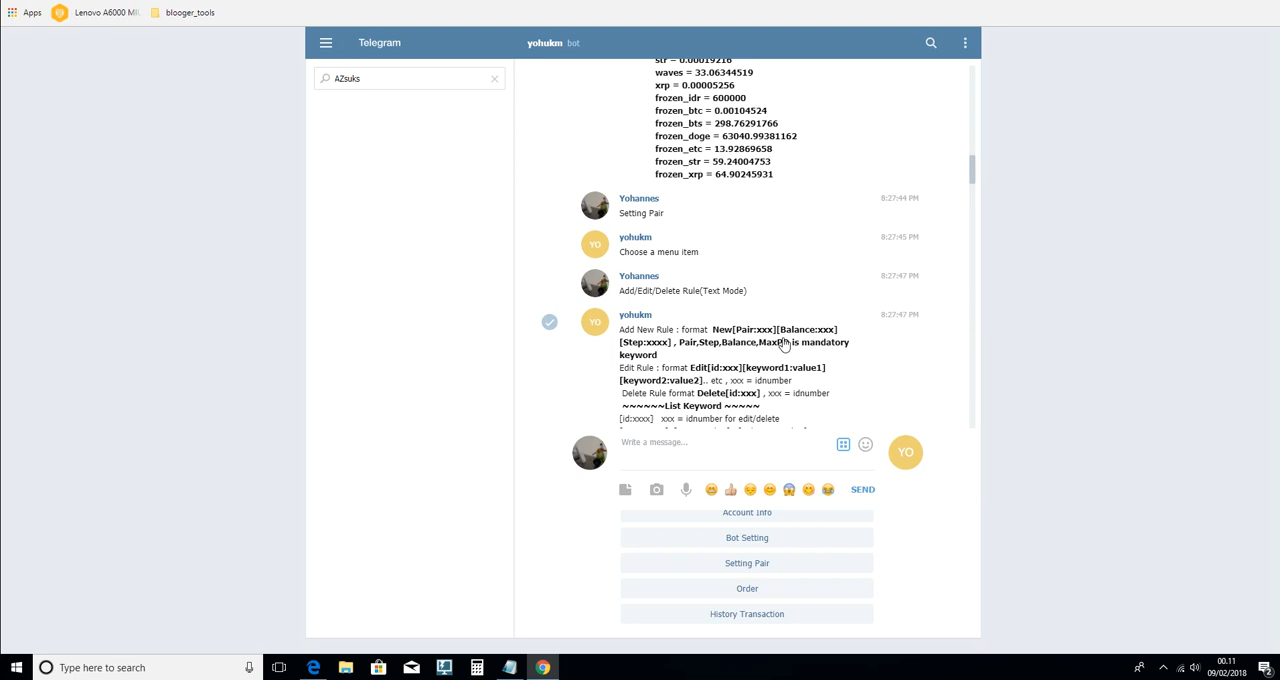 Apps
Lenovo A6000 MI
blooger_tools
Telegram
yohukm bot
AZsuks
str = 0.00019216
waves = 33.06344519
xrp = 0.00005256
frozen_idr = 600000
frozen_btc = 0.00104524
frozen_bts = 298.76291766
frozen_doge = 63040.99381162
frozen_etc = 13.92869658
frozen_str = 59.24004753
frozen_xrp = 64.90245931
Yohannes 8:27:44 PM
Setting Pair
YO yohukm 8:27:45 PM
Choose a menu item
Yohannes 8:27:47 PM
Add/Edit/Delete Rule(Text Mode)
YO yohukm 8:27:47 PM
Add New Rule : format New[Pair:xxx][Balance:xxx]
[Step:xxxx] , Pair,Step,Balance, is mandatory
keyword
Edit Rule : format Edit[id:xxx][keyword1:value1]
[keyword2:value2].. etc , xxx = idnumber
Delete Rule format Delete[id:xxx] , xxx = idnumber
~~~~~~List Keyword ~~~~~
[id:xxxx] xxx = idnumber for edit/delete
Write a message...
YO
SEND
Account Info
Bot Setting
Setting Pair
Order
History Transaction
Type here to search
00.11
09/02/2018
2